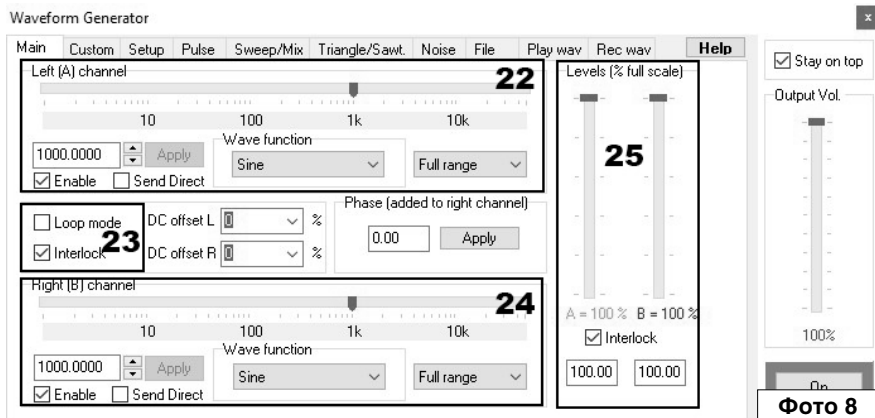 Waveform Generator
x
Main Custom Setup Pulse Sweep/Mix Triangle/Sawt. Noise File Play wav Rec wav Help
Left (A) channel
22
10 100 1k 10k
1000.0000 Apply
Wave function
Sine
Full range
Enable Send Direct
Loop mode
Interlock
23
DC offset L 0 %
DC offset R 0 %
Phase (added to right channel)
0.00 Apply
Right (B) channel
24
10 100 1k 10k
1000.0000 Apply
Wave function
Sine
Full range
Enable Send Direct
Levels (% full scale)
25
A = 100 % B = 100 %
Interlock
100.00 100.00
Stay on top
Output Vol.
100%
On
Фото 8